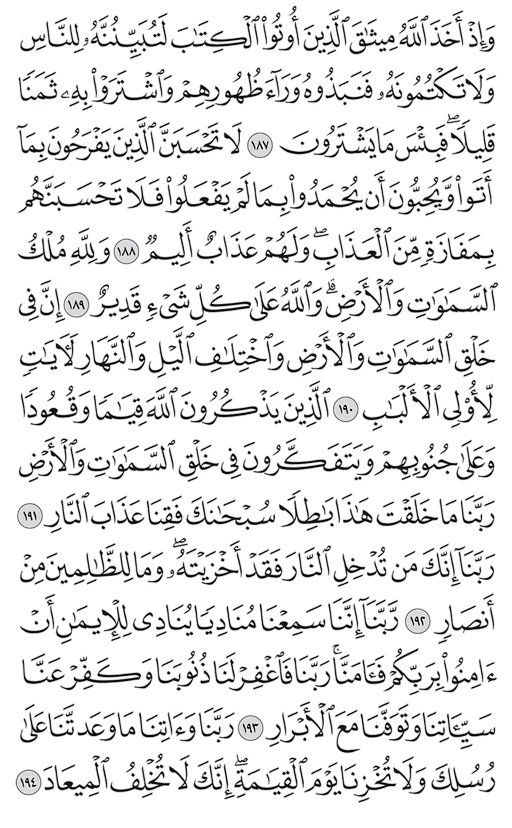 وَإِذۡ أَخَذَ ٱللَّهُ مِيثَٰقَ ٱلَّذِينَ أُوتُواْ ٱلۡكِتَٰبَ لَتُبَيِّنُنَّهُۥ لِلنَّاسِ
وَلَا تَكۡتُمُونَهُۥ فَنَبَذُوهُ وَرَآءَ ظُهُورِهِمۡ وَٱشۡتَرَوۡاْ بِهِۦ ثَمَنٗا
قَلِيلٗاۖ فَبِئۡسَ مَا يَشۡتَرُونَ ١٨٧ لَا تَحۡسَبَنَّ ٱلَّذِينَ يَفۡرَحُونَ بِمَآ
أَتَواْ وَّيُحِبُّونَ أَن يُحۡمَدُواْ بِمَا لَمۡ يَفۡعَلُواْ فَلَا تَحۡسَبَنَّهُم
بِمَفَازَةٖ مِّنَ ٱلۡعَذَابِۖ وَلَهُمۡ عَذَابٌ أَلِيمٞ ١٨٨ وَلِلَّهِ مُلۡكُ
ٱلسَّمَٰوَٰتِ وَٱلۡأَرۡضِۗ وَٱللَّهُ عَلَىٰ كُلِّ شَيۡءٖ قَدِيرٌ ١٨٩ إِنَّ فِي
خَلۡقِ ٱلسَّمَٰوَٰتِ وَٱلۡأَرۡضِ وَٱخۡتِلَٰفِ ٱلَّيۡلِ وَٱلنَّهَارِ لَأٓيَٰتٖ
لِّأُوْلِي ٱلۡأَلۡبَٰبِ ١٩٠ ٱلَّذِينَ يَذۡكُرُونَ ٱللَّهَ قِيَٰمٗا وَقُعُودٗا
وَعَلَىٰ جُنُوبِهِمۡ وَيَتَفَكَّرُونَ فِي خَلۡقِ ٱلسَّمَٰوَٰتِ وَٱلۡأَرۡضِ
رَبَّنَا مَا خَلَقۡتَ هَٰذَا بَٰطِلٗا سُبۡحَٰنَكَ فَقِنَا عَذَابَ ٱلنَّارِ ١٩١
رَبَّنَآ إِنَّكَ مَن تُدۡخِلِ ٱلنَّارَ فَقَدۡ أَخۡزَيۡتَهُۥۖ وَمَا لِلظَّٰلِمِينَ مِنۡ
أَنصَارٖ ١٩٢ رَّبَّنَآ إِنَّنَا سَمِعۡنَا مُنَادِيٗا يُنَادِي لِلۡإِيمَٰنِ أَنۡ
ءَامِنُواْ بِرَبِّكُمۡ فَـَٔامَنَّاۚ رَبَّنَا فَٱغۡفِرۡ لَنَا ذُنُوبَنَا وَكَفِّرۡ عَنَّا
سَيِّـَٔاتِنَا وَتَوَفَّنَا مَعَ ٱلۡأَبۡرَارِ ١٩٣ رَبَّنَا وَءَاتِنَا مَا وَعَدتَّنَا عَلَىٰ
رُسُلِكَ وَلَا تُخۡزِنَا يَوۡمَ ٱلۡقِيَٰمَةِۖ إِنَّكَ لَا تُخۡلِفُ ٱلۡمِيعَادَ ١٩٤